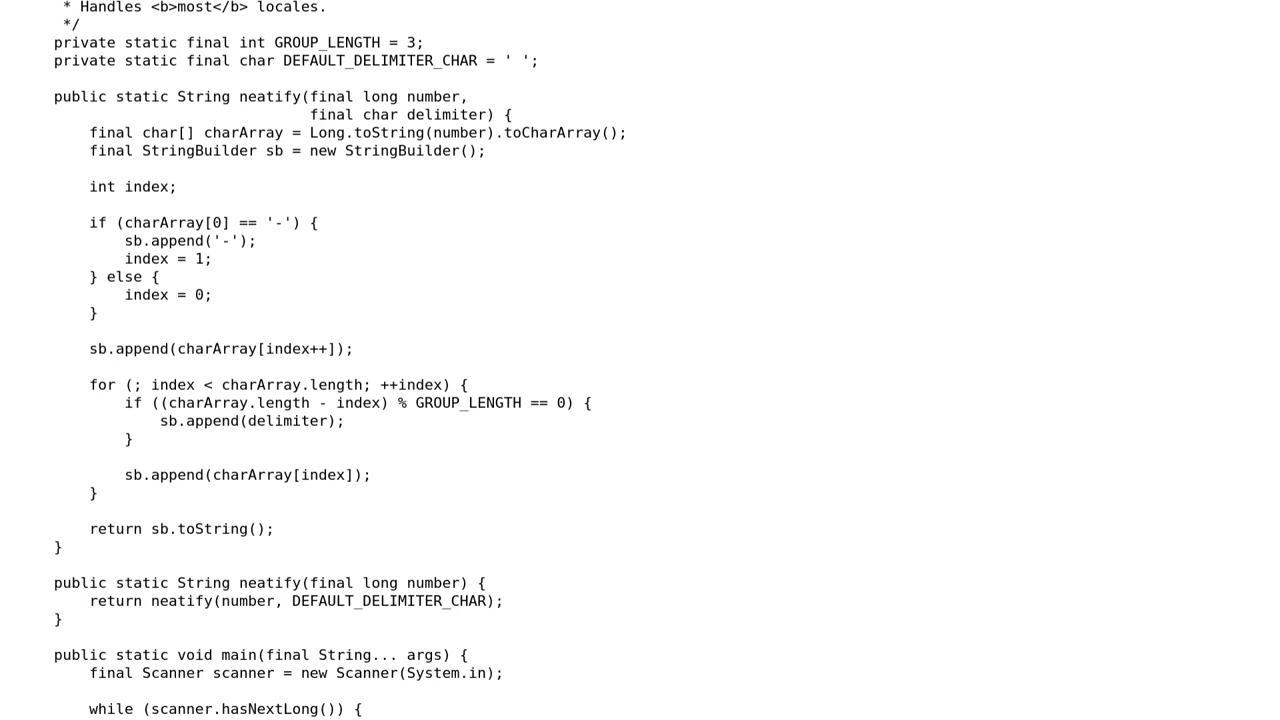 * Handles <b>most</b> locales.
 */
private static final int GROUP_LENGTH = 3;
private static final char DEFAULT_DELIMITER_CHAR = ' ';

public static String neatify(final long number,
                             final char delimiter) {
    final char[] charArray = Long.toString(number).toCharArray();
    final StringBuilder sb = new StringBuilder();

    int index;

    if (charArray[0] == '-') {
        sb.append('-');
        index = 1;
    } else {
        index = 0;
    }

    sb.append(charArray[index++]);

    for (; index < charArray.length; ++index) {
        if ((charArray.length - index) % GROUP_LENGTH == 0) {
            sb.append(delimiter);
        }

        sb.append(charArray[index]);
    }

    return sb.toString();
}

public static String neatify(final long number) {
    return neatify(number, DEFAULT_DELIMITER_CHAR);
}

public static void main(final String... args) {
    final Scanner scanner = new Scanner(System.in);

    while (scanner.hasNextLong()) {